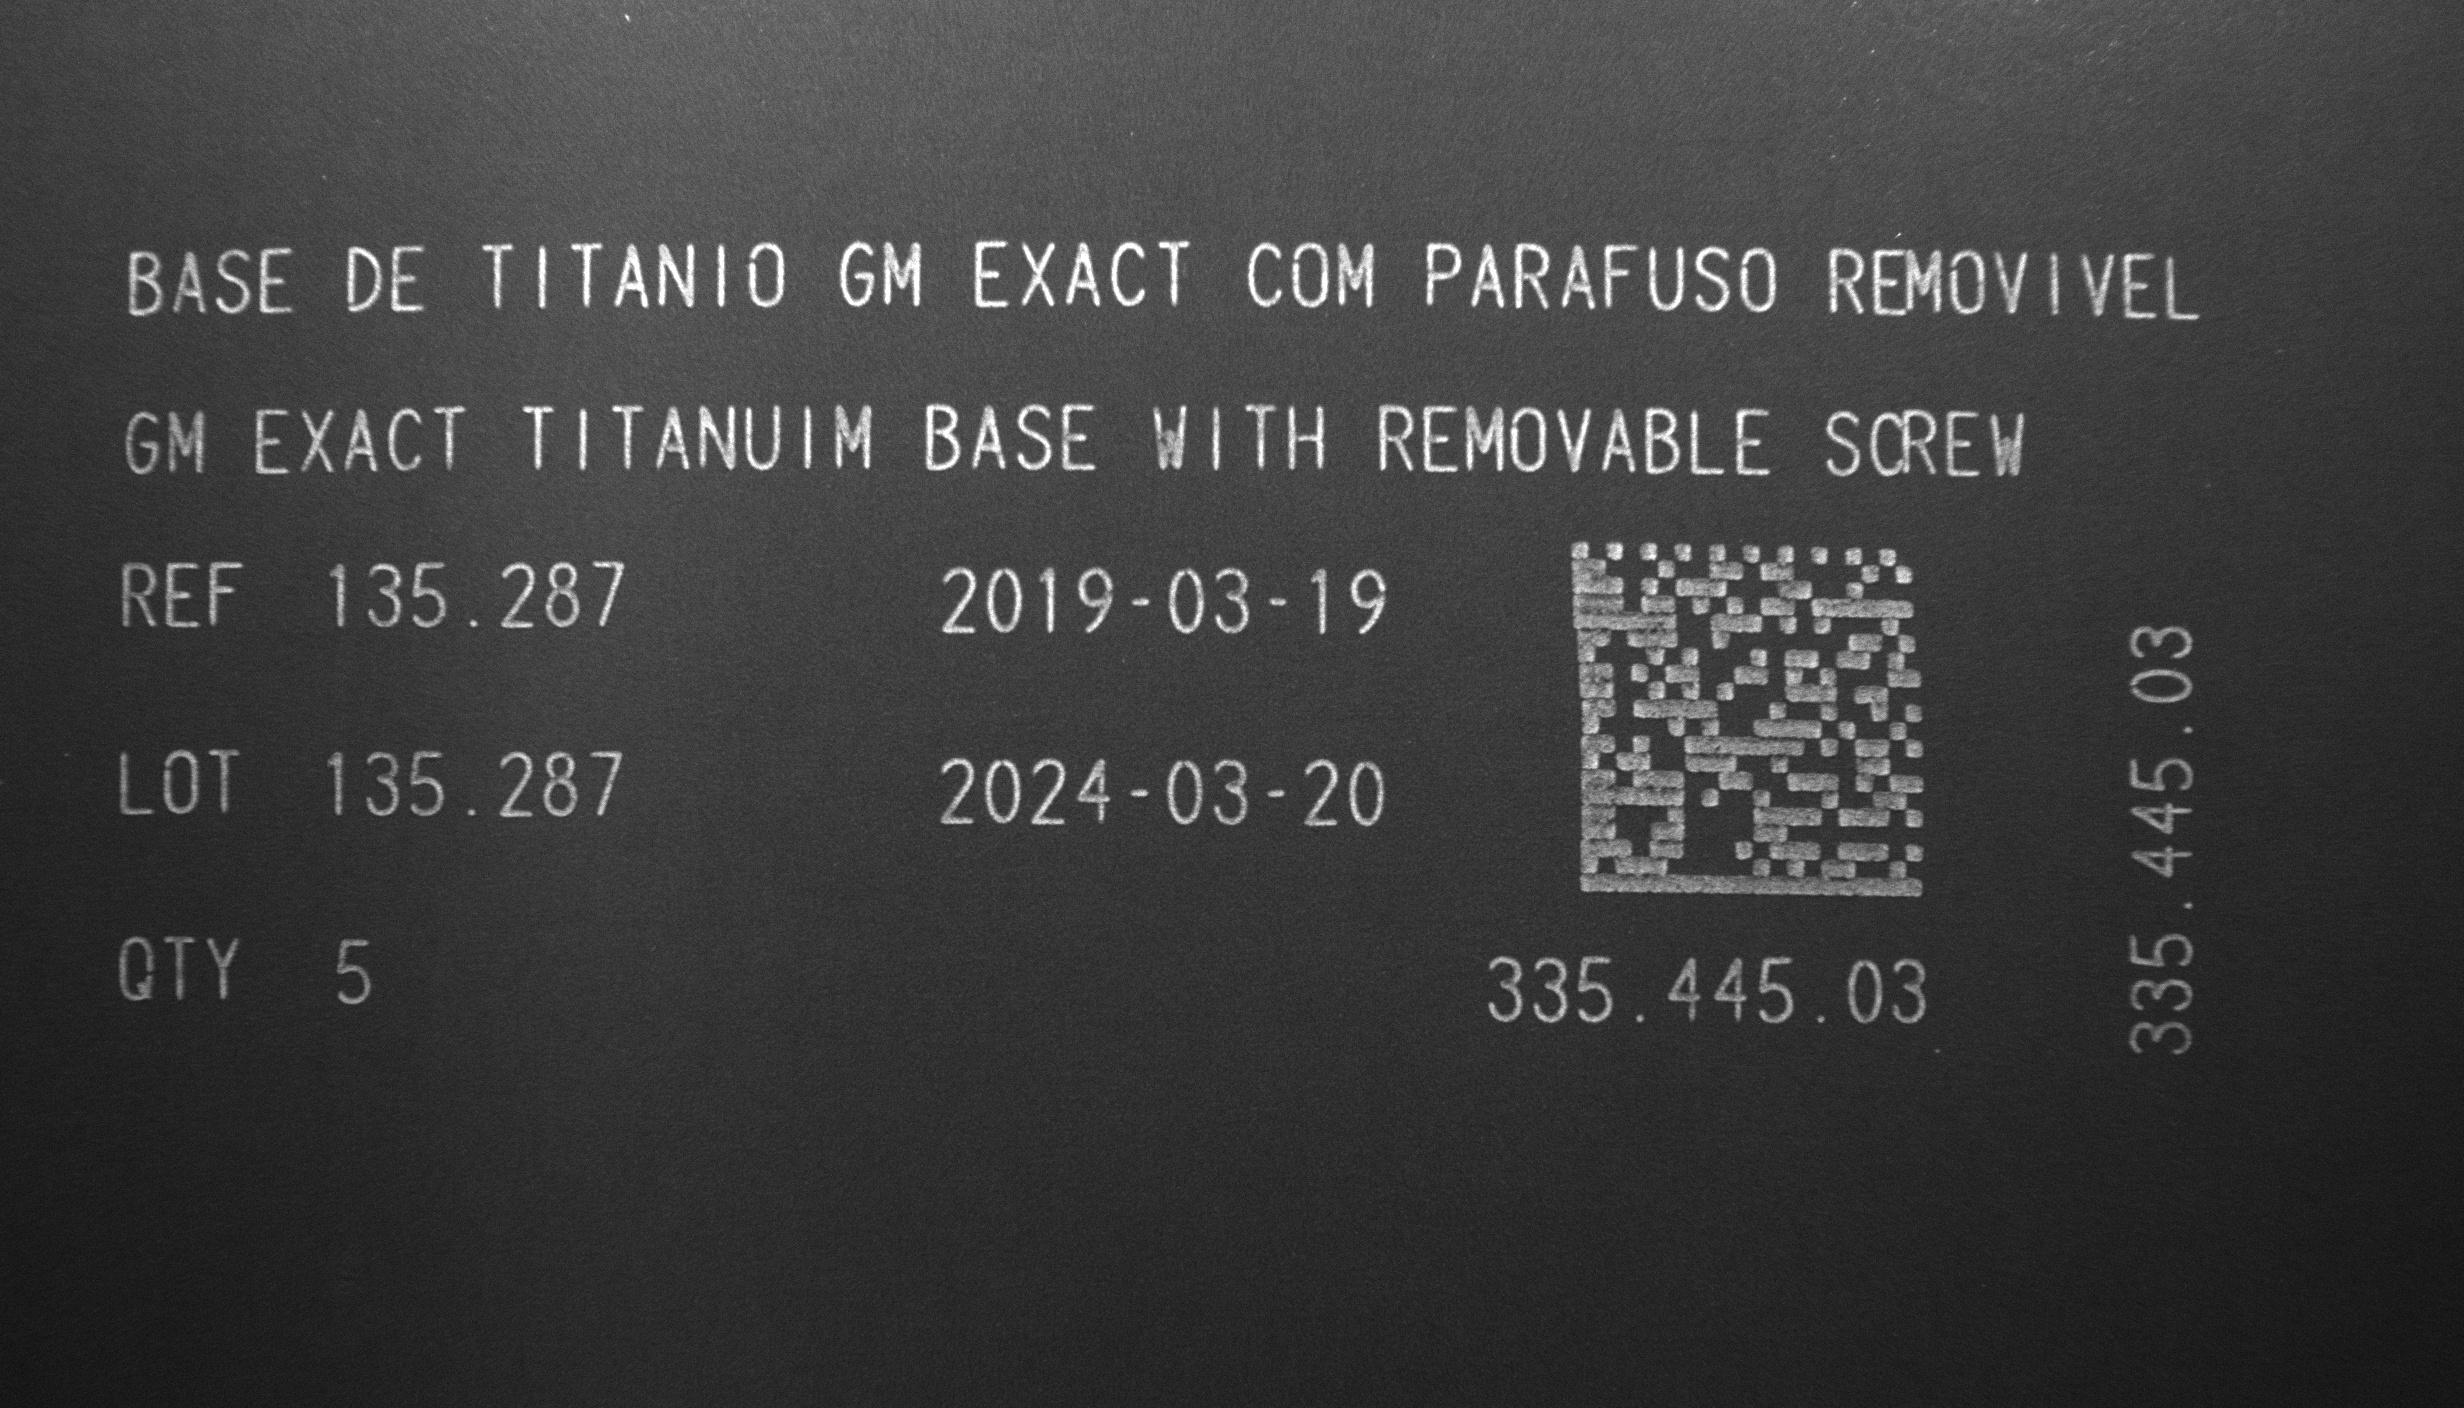 BASE DE TITANIO GM EXACT COM PARAFUSO REMOVIVEL
GM EXACT TITANUIM BASE WITH REMOVABLE SCREW
REF 135.287 2019-03-19
LOT 135.287 2024-03-20
QTY 5
335.445.03
335.445.03